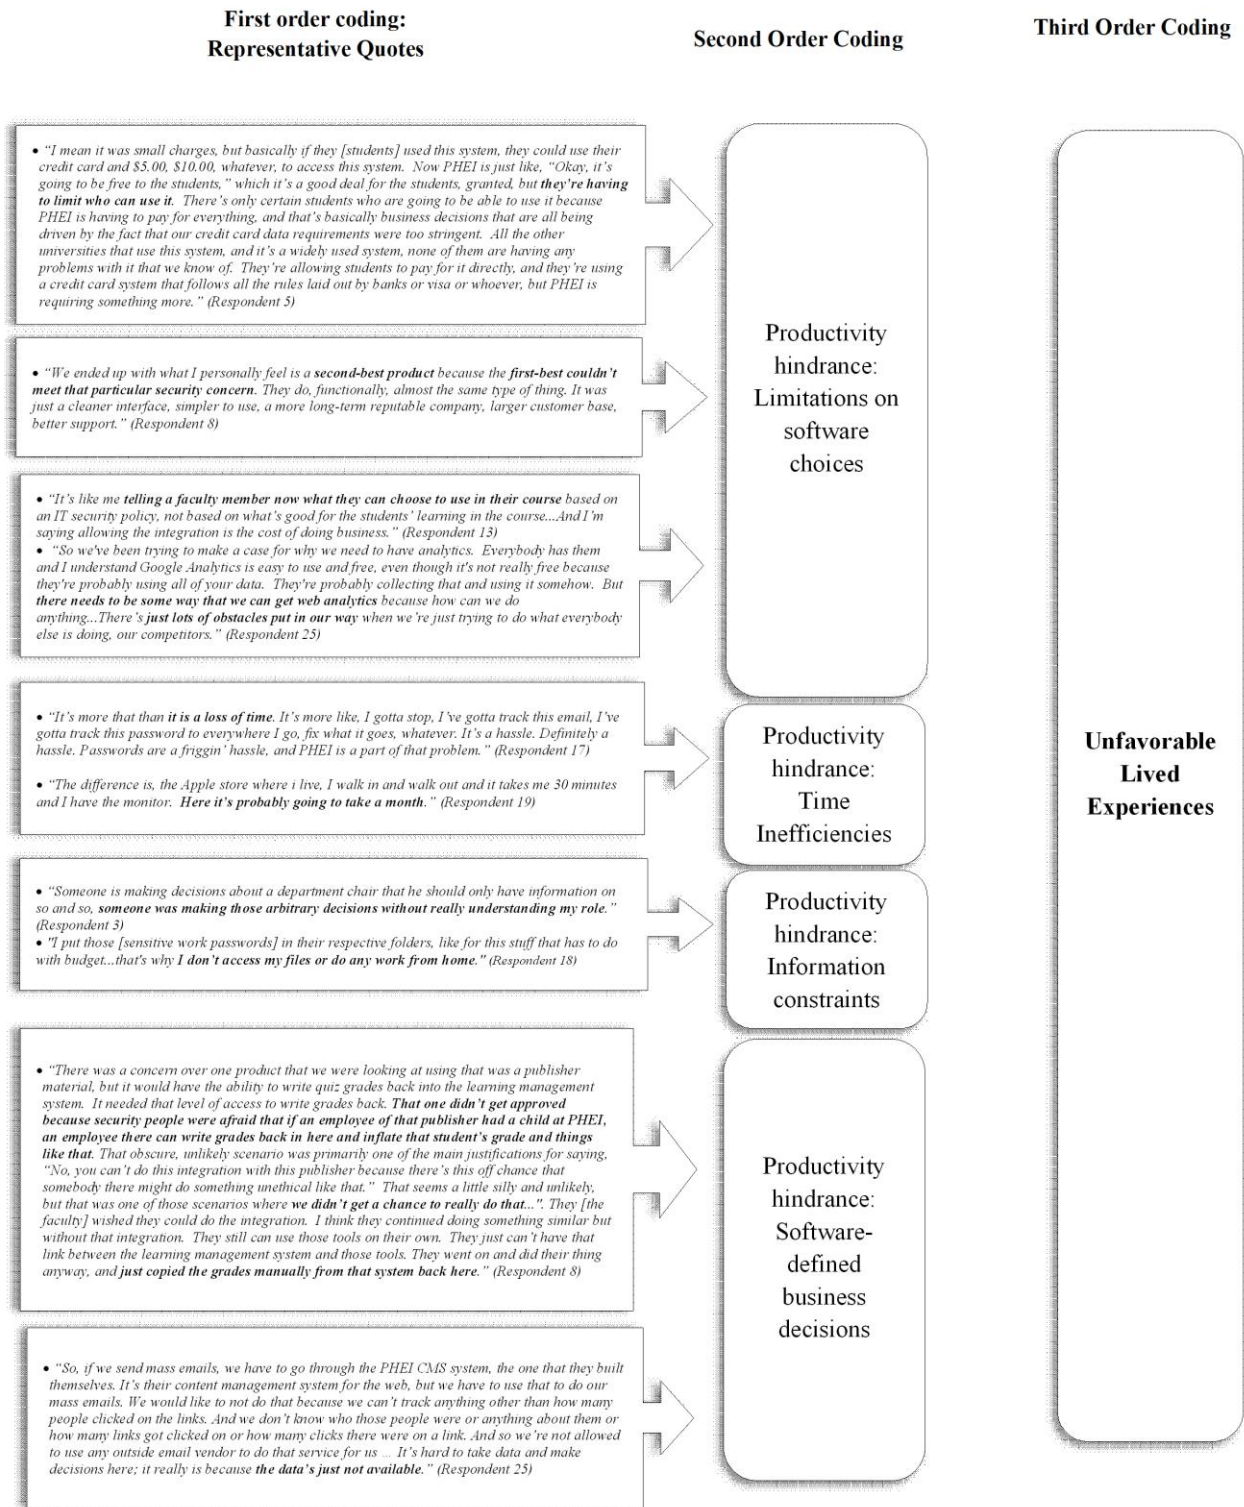 First order coding:
Representative Quotes
Second Order Coding
Third Order Coding
• “I mean it was small charges, but basically if they [students] used this system, they could use their
credit card and $5.00, $10.00, whatever, to access this system.  Now PHEI is just like, “Okay, it’s
going to be free to the students,” which it’s a good deal for the students, granted, but they’re having
to limit who can use it.  There’s only certain students who are going to be able to use it because
PHEI is having to pay for everything, and that’s basically business decisions that are all being
driven by the fact that our credit card data requirements were too stringent.  All the other
universities that use this system, and it’s a widely used system, none of them are having any
problems with it that we know of.  They’re allowing students to pay for it directly, and they’re using
a credit card system that follows all the rules laid out by banks or visa or whoever, but PHEI is
requiring something more.” (Respondent 5)
• “We ended up with what I personally feel is a second-best product because the first-best couldn’t
meet that particular security concern. They do, functionally, almost the same type of thing. It was
just a cleaner interface, simpler to use, a more long-term reputable company, larger customer base,
better support.” (Respondent 8)
• “It’s like me telling a faculty member now what they can choose to use in their course based on
an IT security policy, not based on what’s good for the students’ learning in the course...And I’m
saying allowing the integration is the cost of doing business.” (Respondent 13)
• “So we've been trying to make a case for why we need to have analytics.  Everybody has them
and I understand Google Analytics is easy to use and free, even though it's not really free because
they're probably using all of your data.  They're probably collecting that and using it somehow.  But
there needs to be some way that we can get web analytics because how can we do
anything...There’s just lots of obstacles put in our way when we’re just trying to do what everybody
else is doing, our competitors.” (Respondent 25)
Productivity
hindrance:
Limitations on
software
choices
• “It’s more that than it is a loss of time. It’s more like, I gotta stop, I’ve gotta track this email, I’ve
gotta track this password to everywhere I go, fix what it goes, whatever. It’s a hassle. Definitely a
hassle. Passwords are a friggin’ hassle, and PHEI is a part of that problem.” (Respondent 17)
• “The difference is, the Apple store where i live, I walk in and walk out and it takes me 30 minutes
and I have the monitor.  Here it’s probably going to take a month.” (Respondent 19)
Productivity
hindrance:
Time
Inefficiencies
• “Someone is making decisions about a department chair that he should only have information on
so and so, someone was making those arbitrary decisions without really understanding my role.”
(Respondent 3)
• "I put those [sensitive work passwords] in their respective folders, like for this stuff that has to do
with budget...that's why I don’t access my files or do any work from home." (Respondent 18)
Productivity
hindrance:
Information
constraints
• “There was a concern over one product that we were looking at using that was a publisher
material, but it would have the ability to write quiz grades back into the learning management
system.  It needed that level of access to write grades back. That one didn’t get approved
because security people were afraid that if an employee of that publisher had a child at PHEI,
an employee there can write grades back in here and inflate that student’s grade and things
like that. That obscure, unlikely scenario was primarily one of the main justifications for saying,
“No, you can’t do this integration with this publisher because there’s this off chance that
somebody there might do something unethical like that.”  That seems a little silly and unlikely,
but that was one of those scenarios where we didn’t get a chance to really do that...”. They [the
faculty] wished they could do the integration.  I think they continued doing something similar but
without that integration.  They still can use those tools on their own.  They just can’t have that
link between the learning management system and those tools. They went on and did their thing
anyway, and just copied the grades manually from that system back here.” (Respondent 8)
• “So, if we send mass emails, we have to go through the PHEI CMS system, the one that they built
themselves. It’s their content management system for the web, but we have to use that to do our
mass emails. We would like to not do that because we can’t track anything other than how many
people clicked on the links. And we don’t know who those people were or anything about them or
how many links got clicked on or how many clicks there were on a link. And so we’re not allowed
to use any outside email vendor to do that service for us ... It’s hard to take data and make
decisions here; it really is because the data’s just not available.” (Respondent 25)
Productivity
hindrance:
Software-
defined
business
decisions
Unfavorable
Lived
Experiences